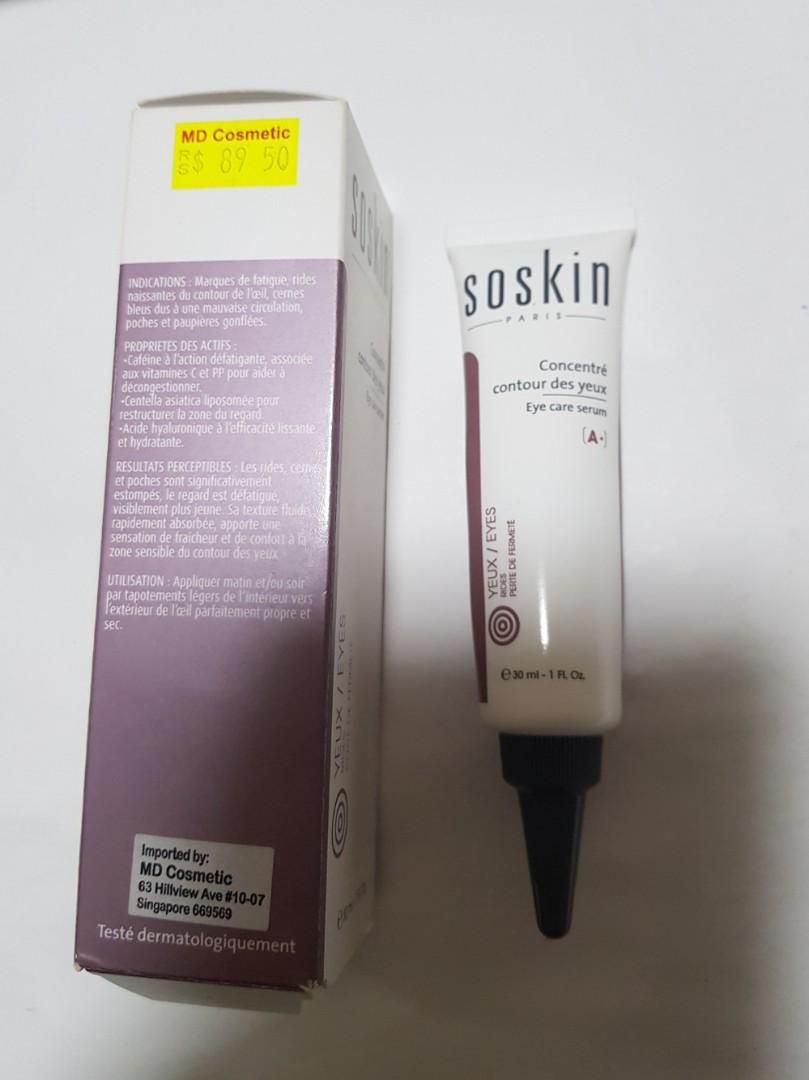 MD Cosmetic
RS$ 89 50
INDICATIONS : Marques de fatigue, rides
naissantes du contour de l'œil, cernes
bleus dus à une mauvaise circulation,
poches et paupières gonflées.
PROPRIETES DES ACTIFS :
•Caféine à l'action défatigante, associée
aux vitamines C et PP pour aider à
décongestionner.
•Centella asiatica liposomée pour
restructurer la zone du regard.
•Acide hyaluronique à l'efficacité lissante
et hydratante.
RESULTATS PERCEPTIBLES : Les rides, cernes
et poches sont significativement
estompés, le regard est défatigué,
visiblement plus jeune. Sa texture fluide,
rapidement absorbée, apporte une
sensation de fraicheur et de confort à la
zone sensible du contour des yeux.
UTILISATION : Appliquer matin et/ou soir
par tapotements légers de l'intérieur vers
l'extérieur de l'œil parfaitement propre et
sec.
Imported by:
MD Cosmetic
63 Hillview Ave #10-07
Singapore 669569
Testé dermatologiquement
soskin
YEUX / EYES
soskin
PARIS
Concentré
contour des yeux
Eye care serum
[A+]
YEUX / EYES
RIDES
PERTE DE FERMETÉ
℮30 ml - 1 Fl. Oz.